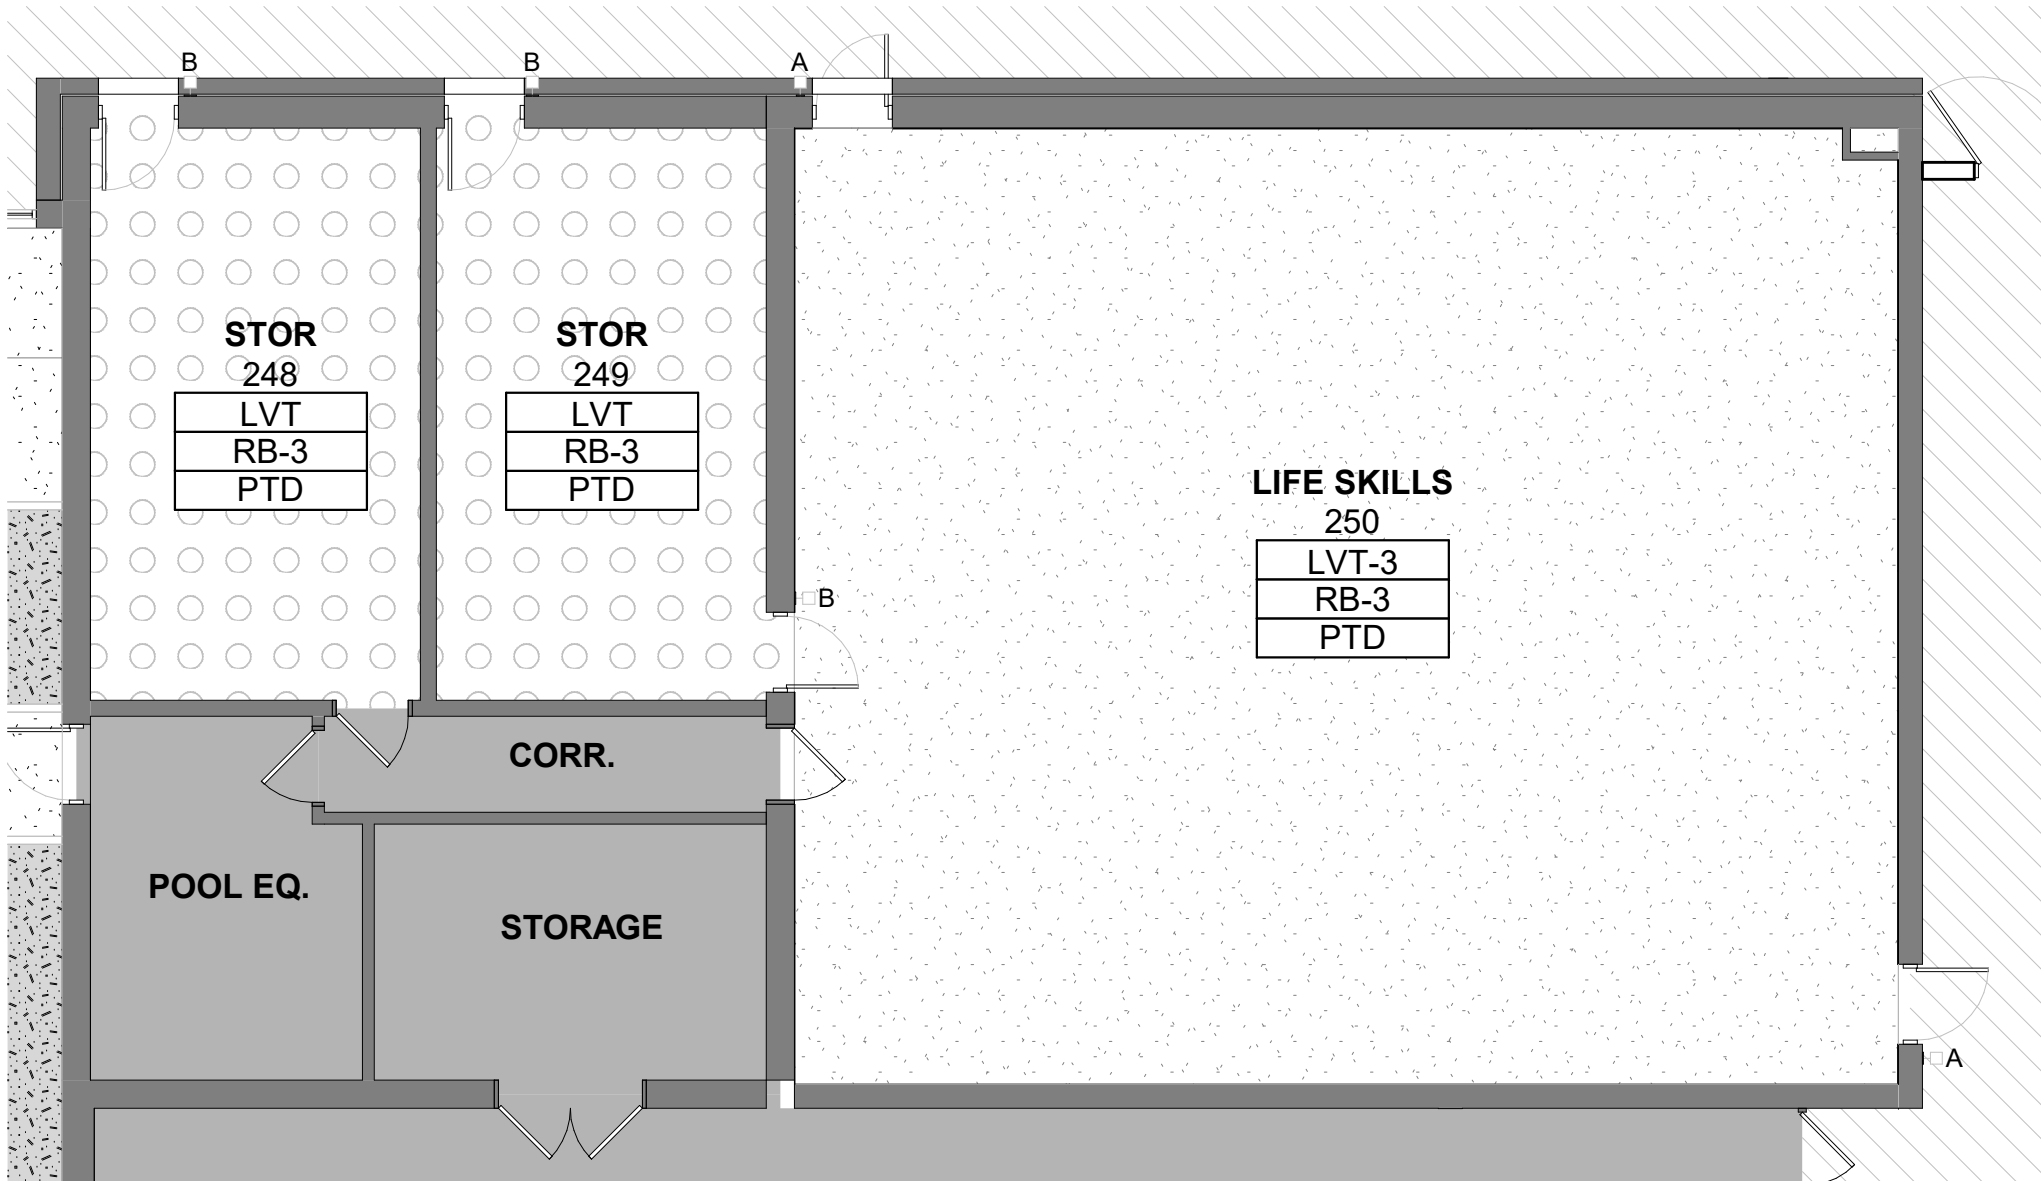 B
B
A
STOR
248
LVT
RB-3
PTD
STOR
249
LVT
RB-3
PTD
LIFE SKILLS
250
LVT-3
RB-3
PTD
B
CORR.
POOL EQ.
STORAGE
A